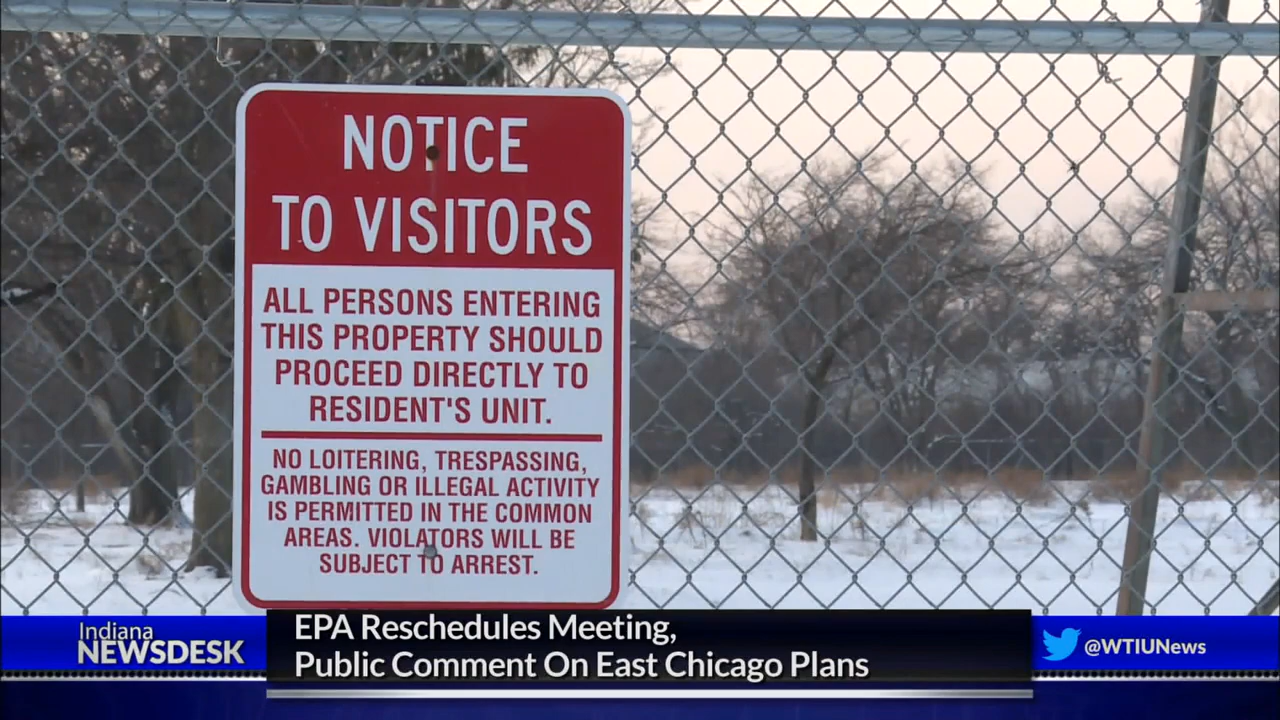 NOTICE
TO VISITORS
ALL PERSONS ENTERING
THIS PROPERTY SHOULD
PROCEED DIRECTLY TO
RESIDENT'S UNIT.
NO LOITERING, TRESPASSING,
GAMBLING OR ILLEGAL ACTIVITY
IS PERMITTED IN THE COMMON
AREAS. VIOLATORS WILL BE
SUBJECT TO ARREST.
Indiana
NEWSDESK
EPA Reschedules Meeting,
Public Comment On East Chicago Plans
@WTIUNews